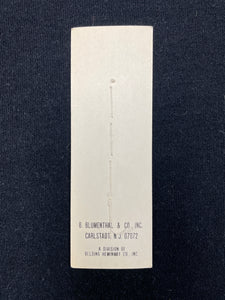 B BLUMENTHAL & CO., INC.
CARLSTADT, N.J. 07072
A DIVISION OF
BELDING HEMINWAY CO., INC.